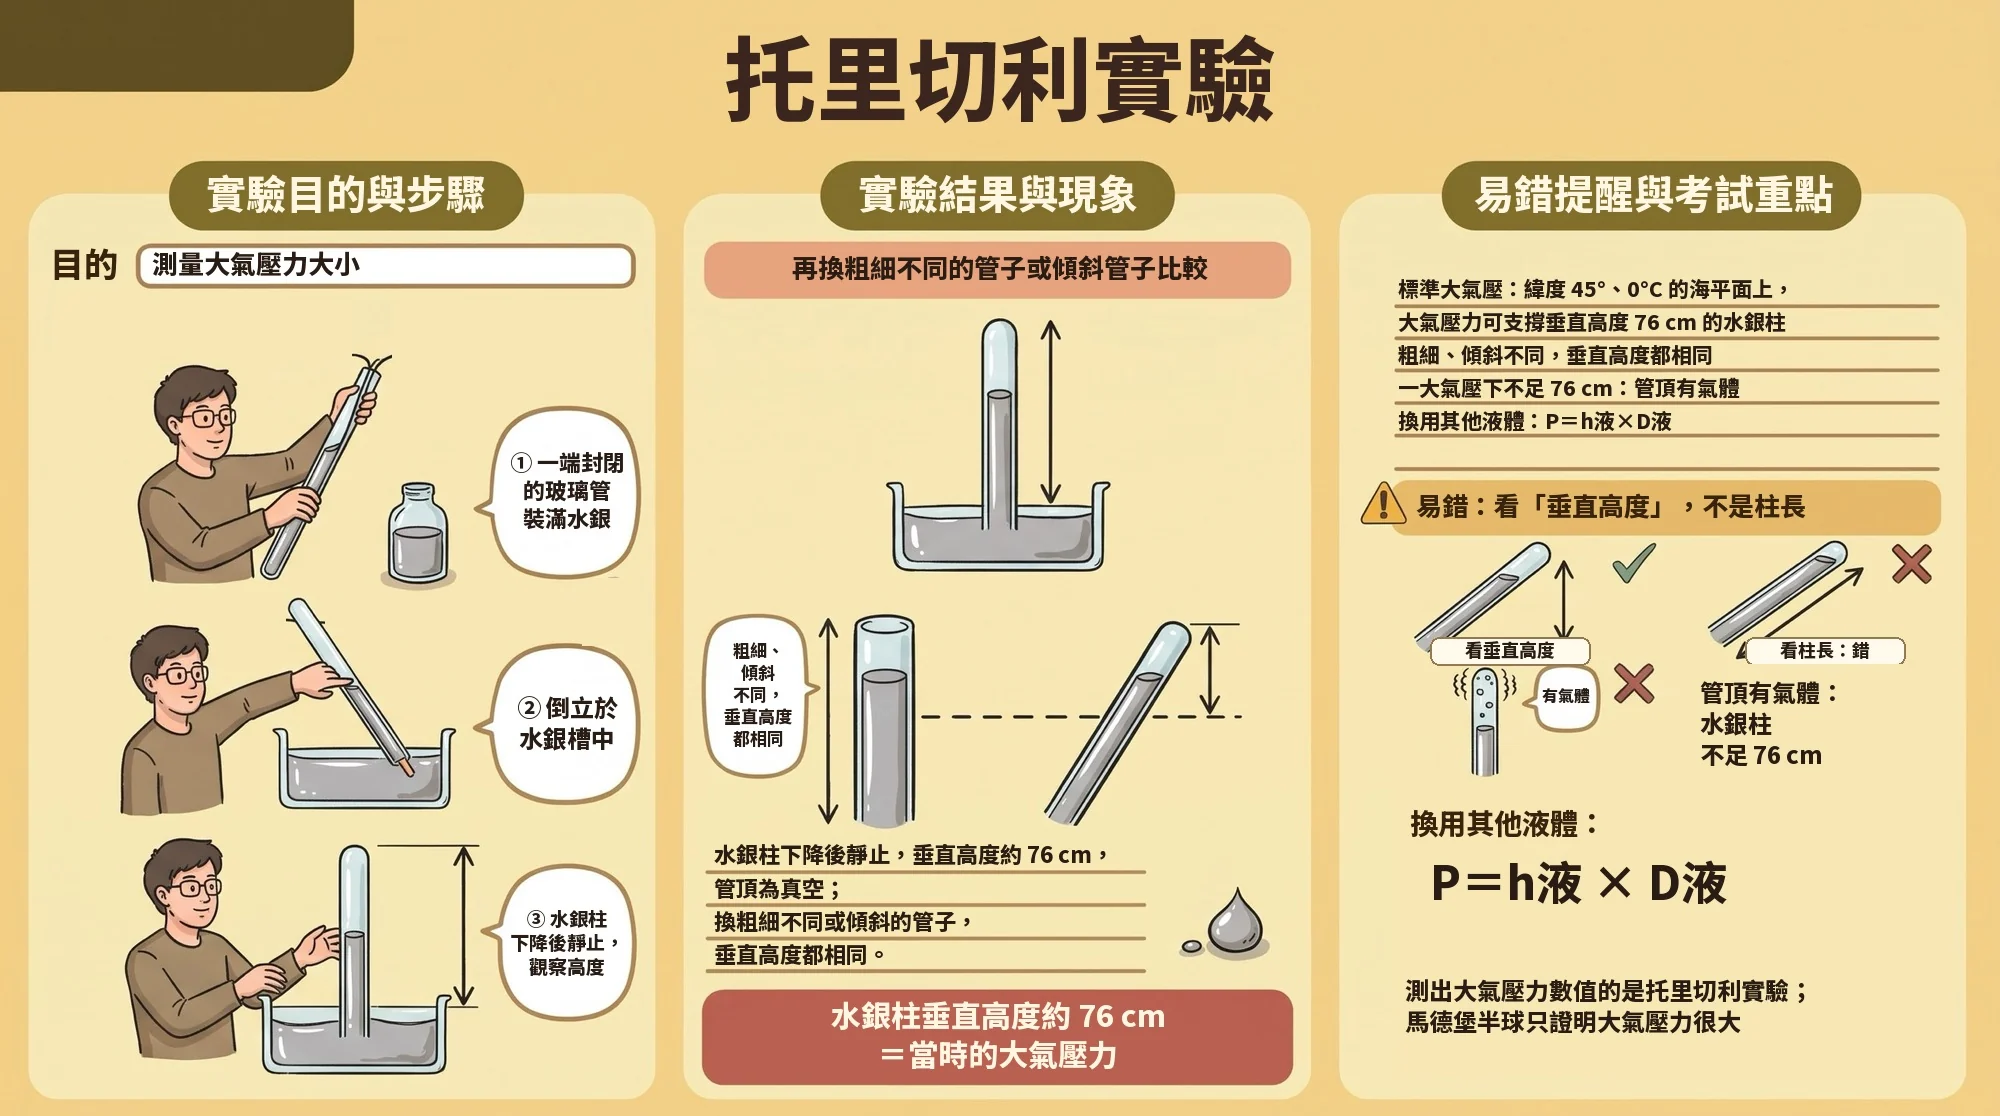 托里切利實驗
實驗目的與步驟
目的
測量大氣壓力大小
① 一端封閉
的玻璃管
裝滿水銀
② 倒立於
水銀槽中
③ 水銀柱
下降後靜止,
觀察高度
實驗結果與現象
再換粗細不同的管子或傾斜管子比較
粗細、
傾斜
不同,
垂直高度
都相同
水銀柱下降後靜止,垂直高度約 76 cm,
管頂為真空;
換粗細不同或傾斜的管子,
垂直高度都相同。
水銀柱垂直高度約 76 cm
=當時的大氣壓力
易錯提醒與考試重點
標準大氣壓:緯度 45°、0°C 的海平面上,
大氣壓力可支撐垂直高度 76 cm 的水銀柱
粗細、傾斜不同,垂直高度都相同
一大氣壓下不足 76 cm:管頂有氣體
換用其他液體:P=h液×D液
易錯:看「垂直高度」,不是柱長
看垂直高度
看柱長:錯
有氣體
管頂有氣體:
水銀柱
不足 76 cm
換用其他液體:
P=h液 × D液
測出大氣壓力數值的是托里切利實驗;
馬德堡半球只證明大氣壓力很大